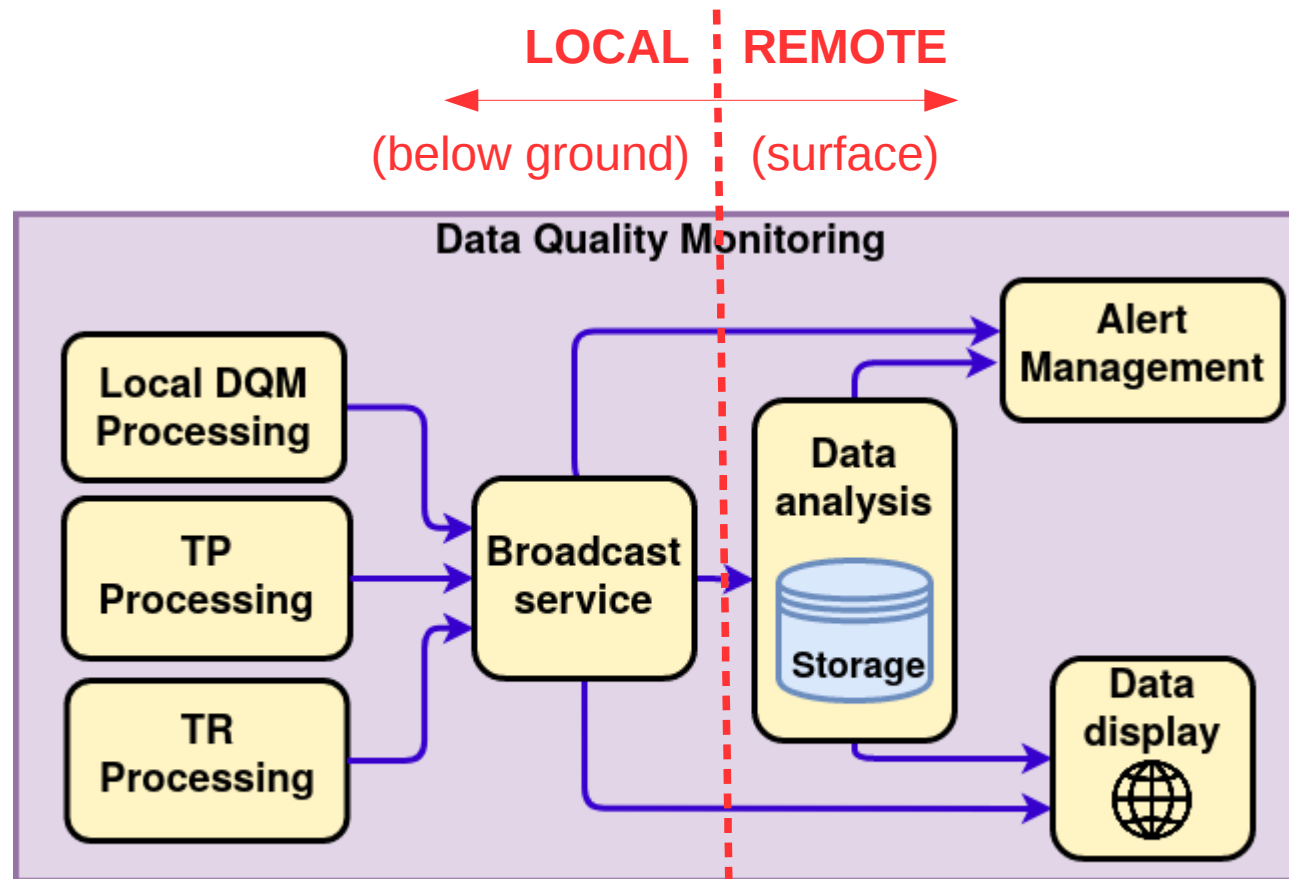 LOCAL REMOTE
(below ground) (surface)
Data Quality Monitoring
Local DQM
Processing
TP
Processing
TR
Processing
Broadcast
service
Data
analysis
Storage
Alert
Management
Data
display